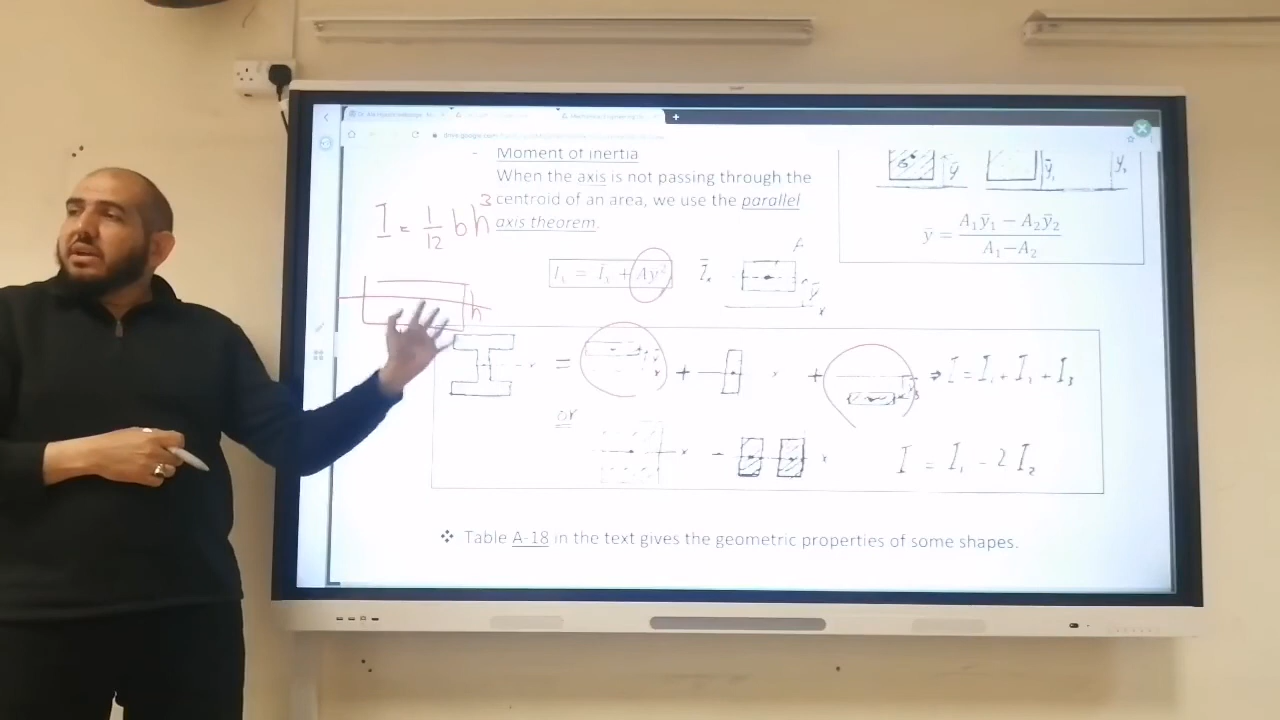 - Moment of inertia
When the axis is not passing through the
centroid of an area, we use the parallel
axis theorem.
I = 1/12 bh³
h
I̅ₓ
Iₓ = I̅ₓ + Ay²
x
G
ȳ
ȳ₁
ȳ = (A₁ȳ₁ − A₂ȳ₂) / (A₁−A₂)
x = + x + ⇒ I = I₁ + I₂ + I₃
or
x - x I = I₁ - 2 I₂
❖ Table A-18 in the text gives the geometric properties of some shapes.